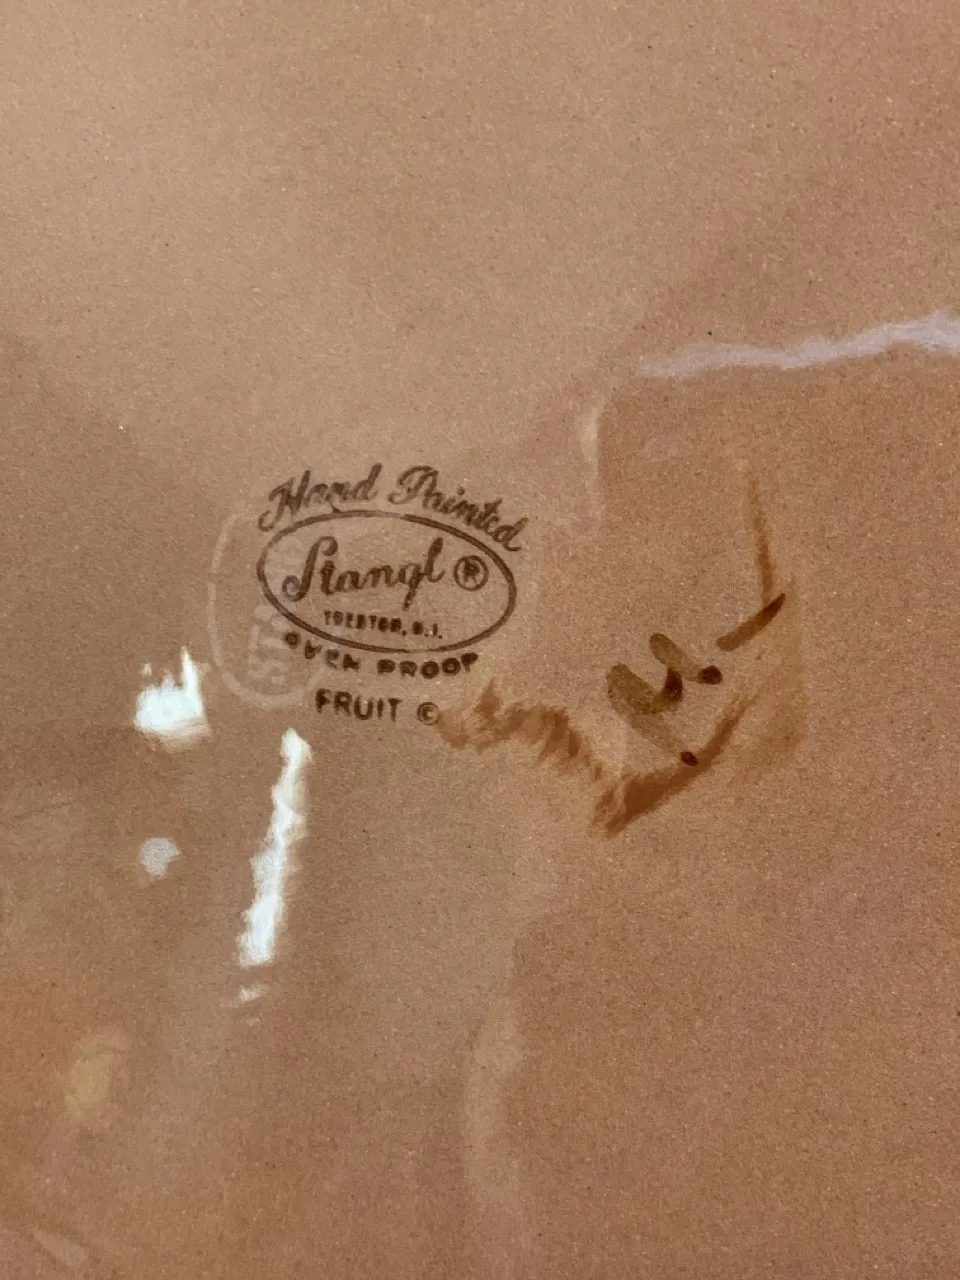 Hand Painted
Stangl ®
TRENTON, N.J.
OVEN PROOF
FRUIT ©